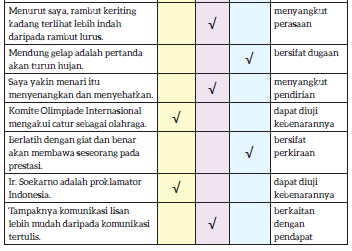 Menurut saya, rambut keriting
kadang terlihat lebih indah
daripada rambut lurus.
√
menyangkut
perasaan
Mendung gelap adalah pertanda
akan turun hujan.
√
bersifat dugaan
Saya yakin menari itu
menyenangkan dan menyehatkan.
√
menyangkut
pendirian
Komite Olimpiade Internasional
mengakui catur sebagai olahraga.
√
dapat diuji
kebenarannya
Berlatih dengan giat dan benar
akan membawa seseorang pada
prestasi.
√
bersifat
perkiraan
Ir. Soekarno adalah proklamator
Indonesia.
√
dapat diuji
kebenarannya
Tampaknya komunikasi lisan
lebih mudah daripada komunikasi
tertulis.
√
berkaitan
dengan
pendapat